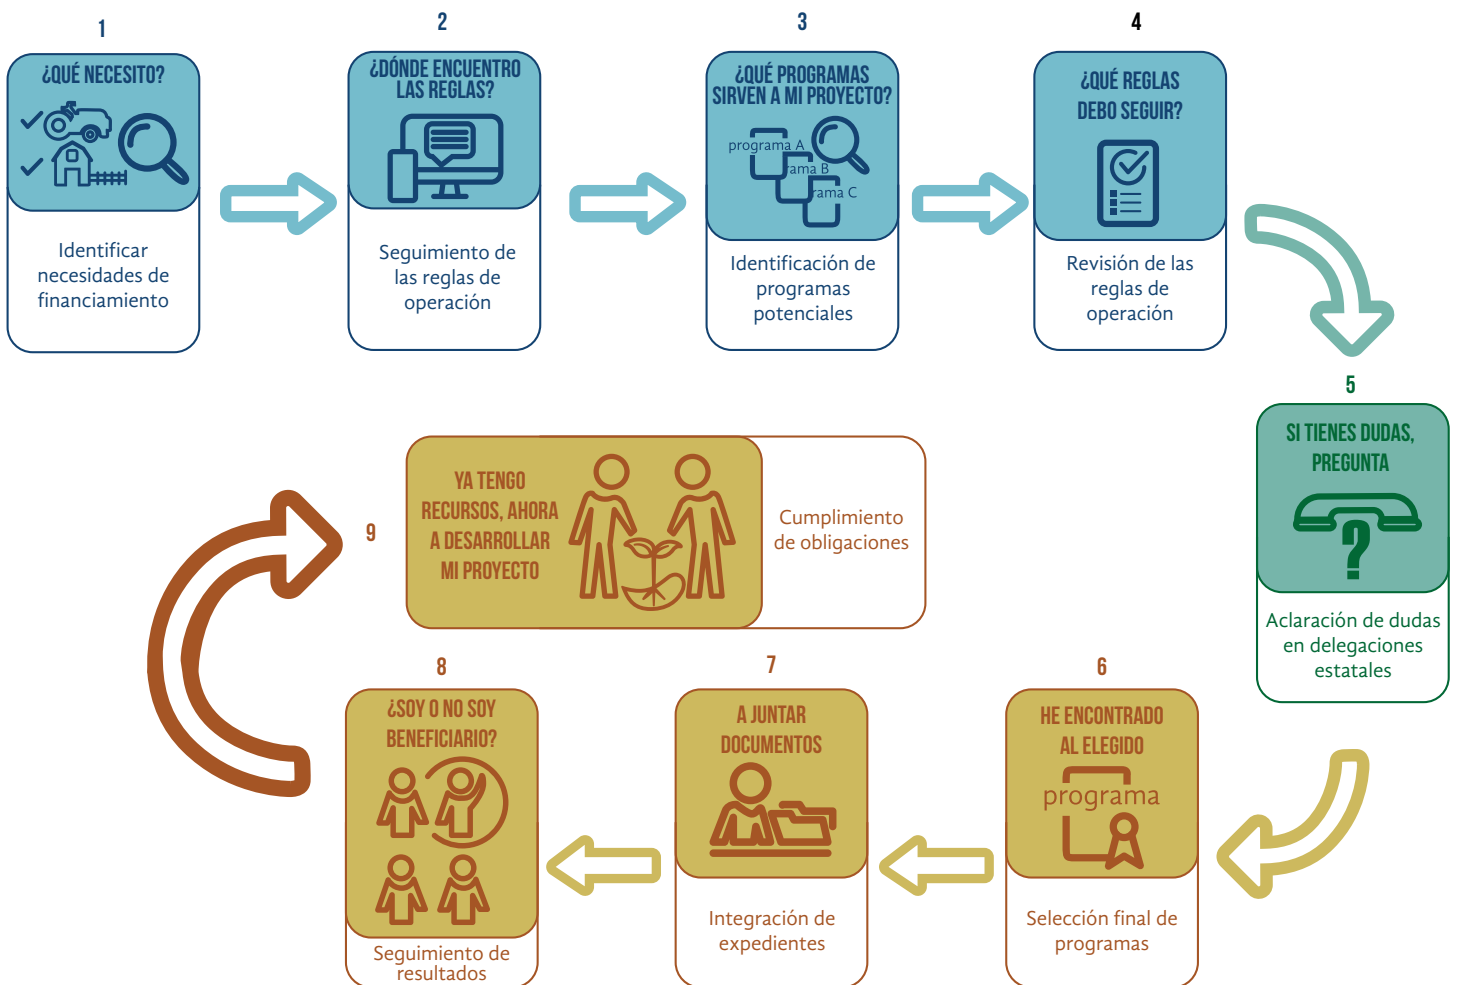 1
¿QUÉ NECESITO?
Identificar
necesidades de
financiamiento
2
¿DÓNDE ENCUENTRO
LAS REGLAS?
Seguimiento de
las reglas de
operación
3
¿QUÉ PROGRAMAS
SIRVEN A MI PROYECTO?
programa A
rama B
rama C
Identificación de
programas
potenciales
4
¿QUÉ REGLAS
DEBO SEGUIR?
Revisión de las
reglas de
operación
5
SI TIENES DUDAS,
PREGUNTA
?
Aclaración de dudas
en delegaciones
estatales
6
HE ENCONTRADO
AL ELEGIDO
programa
Selección final de
programas
7
A JUNTAR
DOCUMENTOS
Integración de
expedientes
8
¿SOY O NO SOY
BENEFICIARIO?
Seguimiento de
resultados
9
YA TENGO
RECURSOS, AHORA
A DESARROLLAR
MI PROYECTO
Cumplimiento
de obligaciones